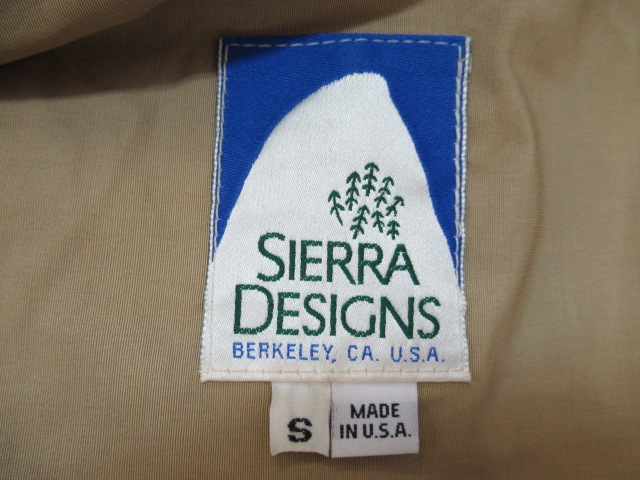 SIERRA
DESIGNS
BERKELEY, CA. U.S.A.
S
MADE
IN U.S.A.